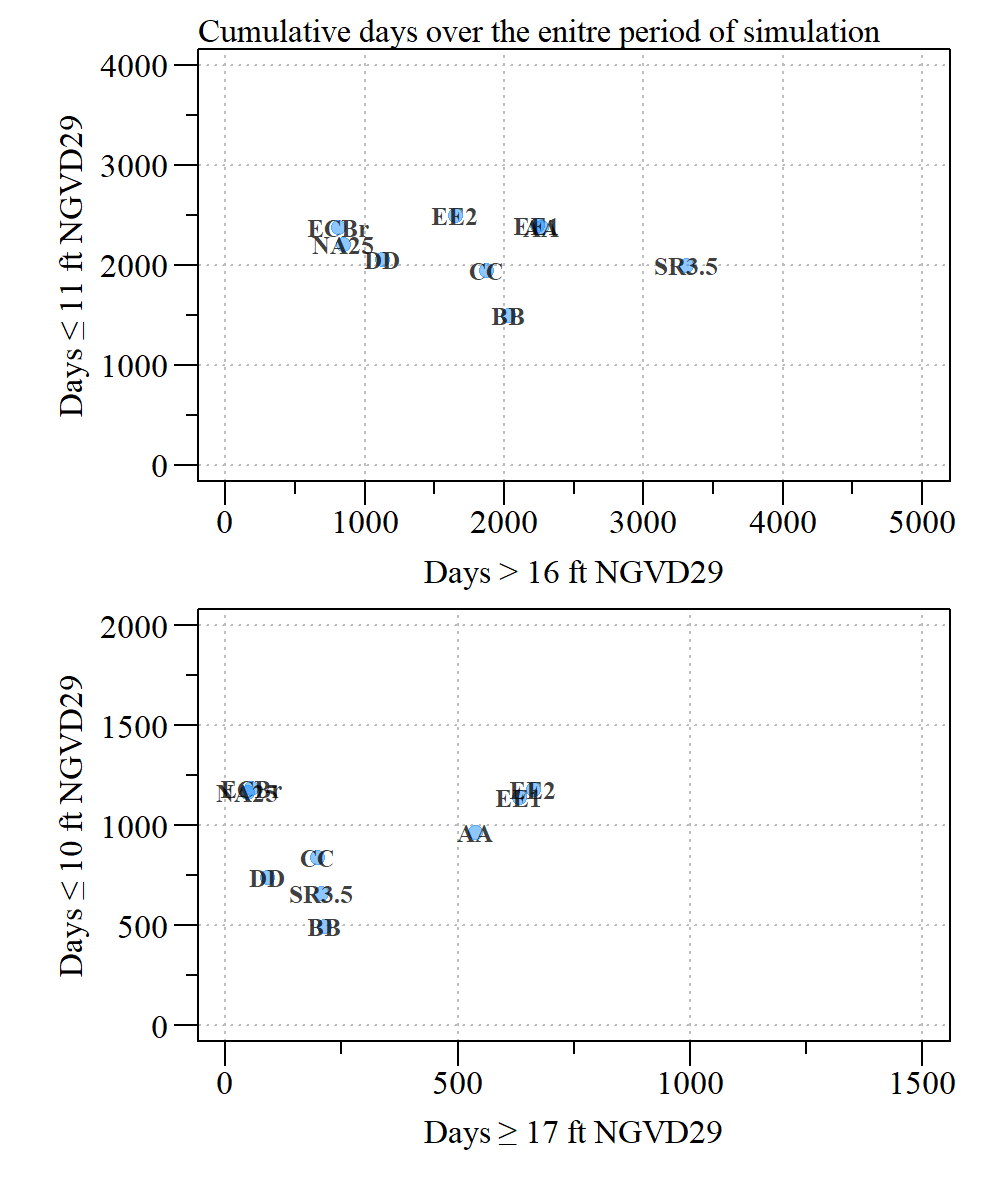 Cumulative days over the enitre period of simulation
Days ≤ 11 ft NGVD29
4000
3000
2000
1000
0
ECBr
NA25
DD
EE2
EE1
AA
CC
BB
SR3.5
0 1000 2000 3000 4000 5000
Days > 16 ft NGVD29
Days ≤ 10 ft NGVD29
2000
1500
1000
500
0
ECBr
NA25
EE2
EE1
AA
CC
DD
SR3.5
BB
0 500 1000 1500
Days ≥ 17 ft NGVD29